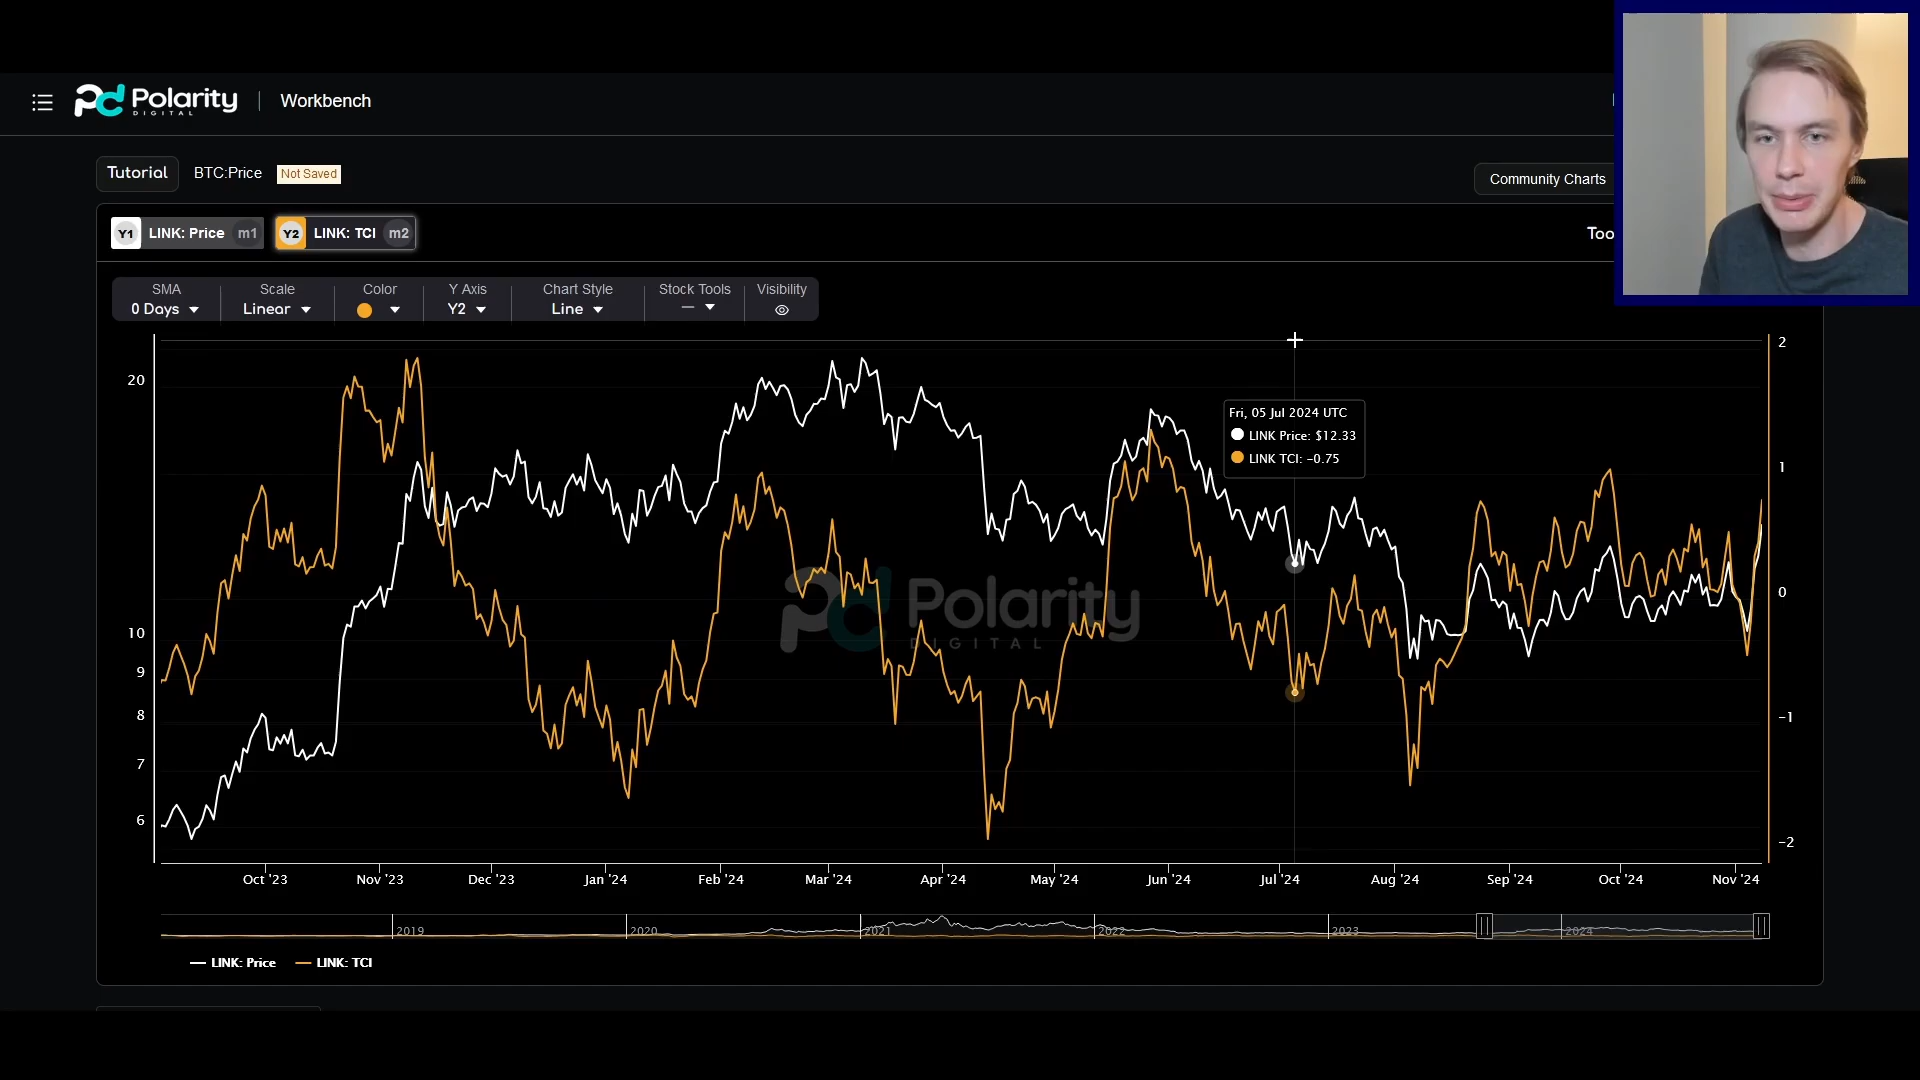 Polarity
DIGITAL
Workbench
Tutorial
BTC:Price
Not Saved
Community Charts
Y1 LINK: Price m1
Y2 LINK: TCI m2
Too
SMA
0 Days
Scale
Linear
Color
Y Axis
Y2
Chart Style
Line
Stock Tools
—
Visibility
20
10
9
8
7
6
2
1
0
−1
−2
Fri, 05 Jul 2024 UTC
LINK Price: $12.33
LINK TCI: −0.75
Polarity
DIGITAL
Oct '23
Nov '23
Dec '23
Jan '24
Feb '24
Mar '24
Apr '24
May '24
Jun '24
Jul '24
Aug '24
Sep '24
Oct '24
Nov '24
2019
2020
2021
2022
2023
2024
LINK: Price
LINK: TCI